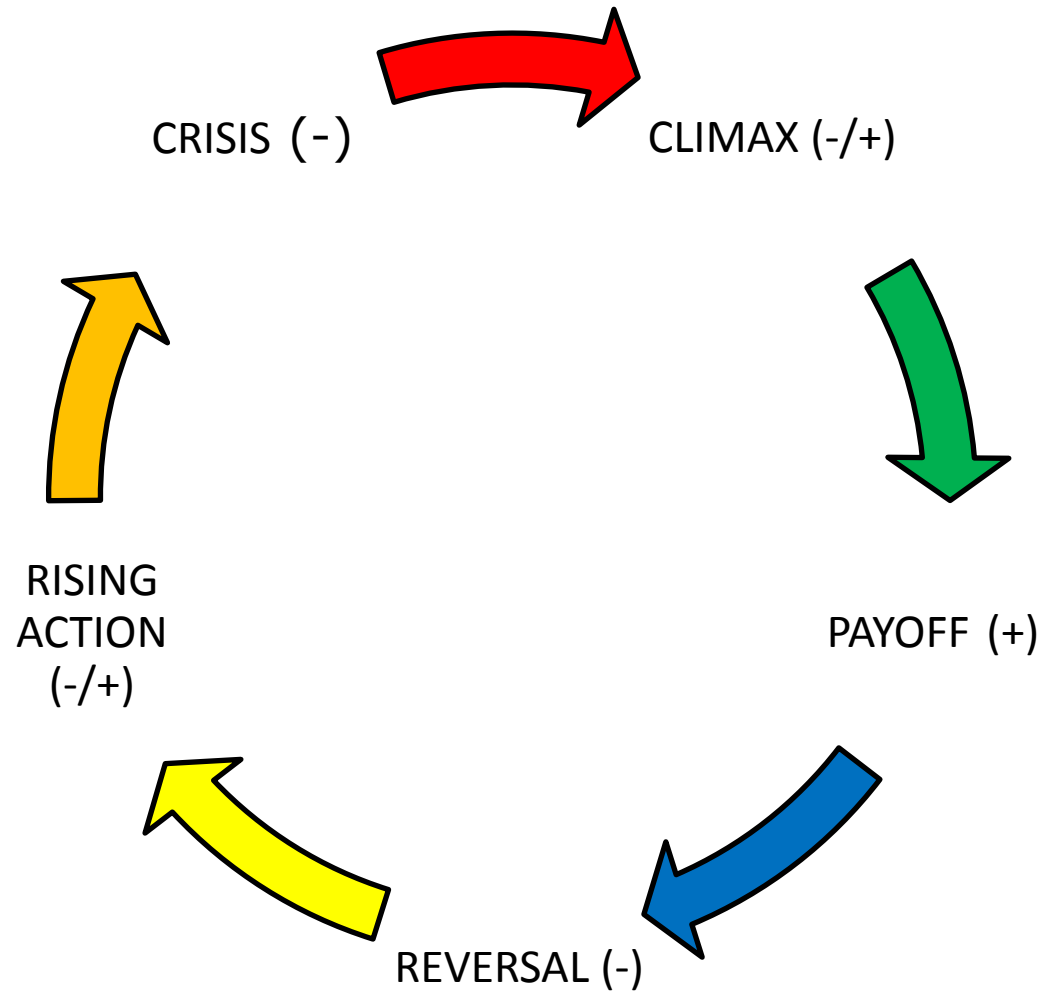 CRISIS (-)
CLIMAX (-/+)
RISING
ACTION
(-/+)
PAYOFF (+)
REVERSAL (-)